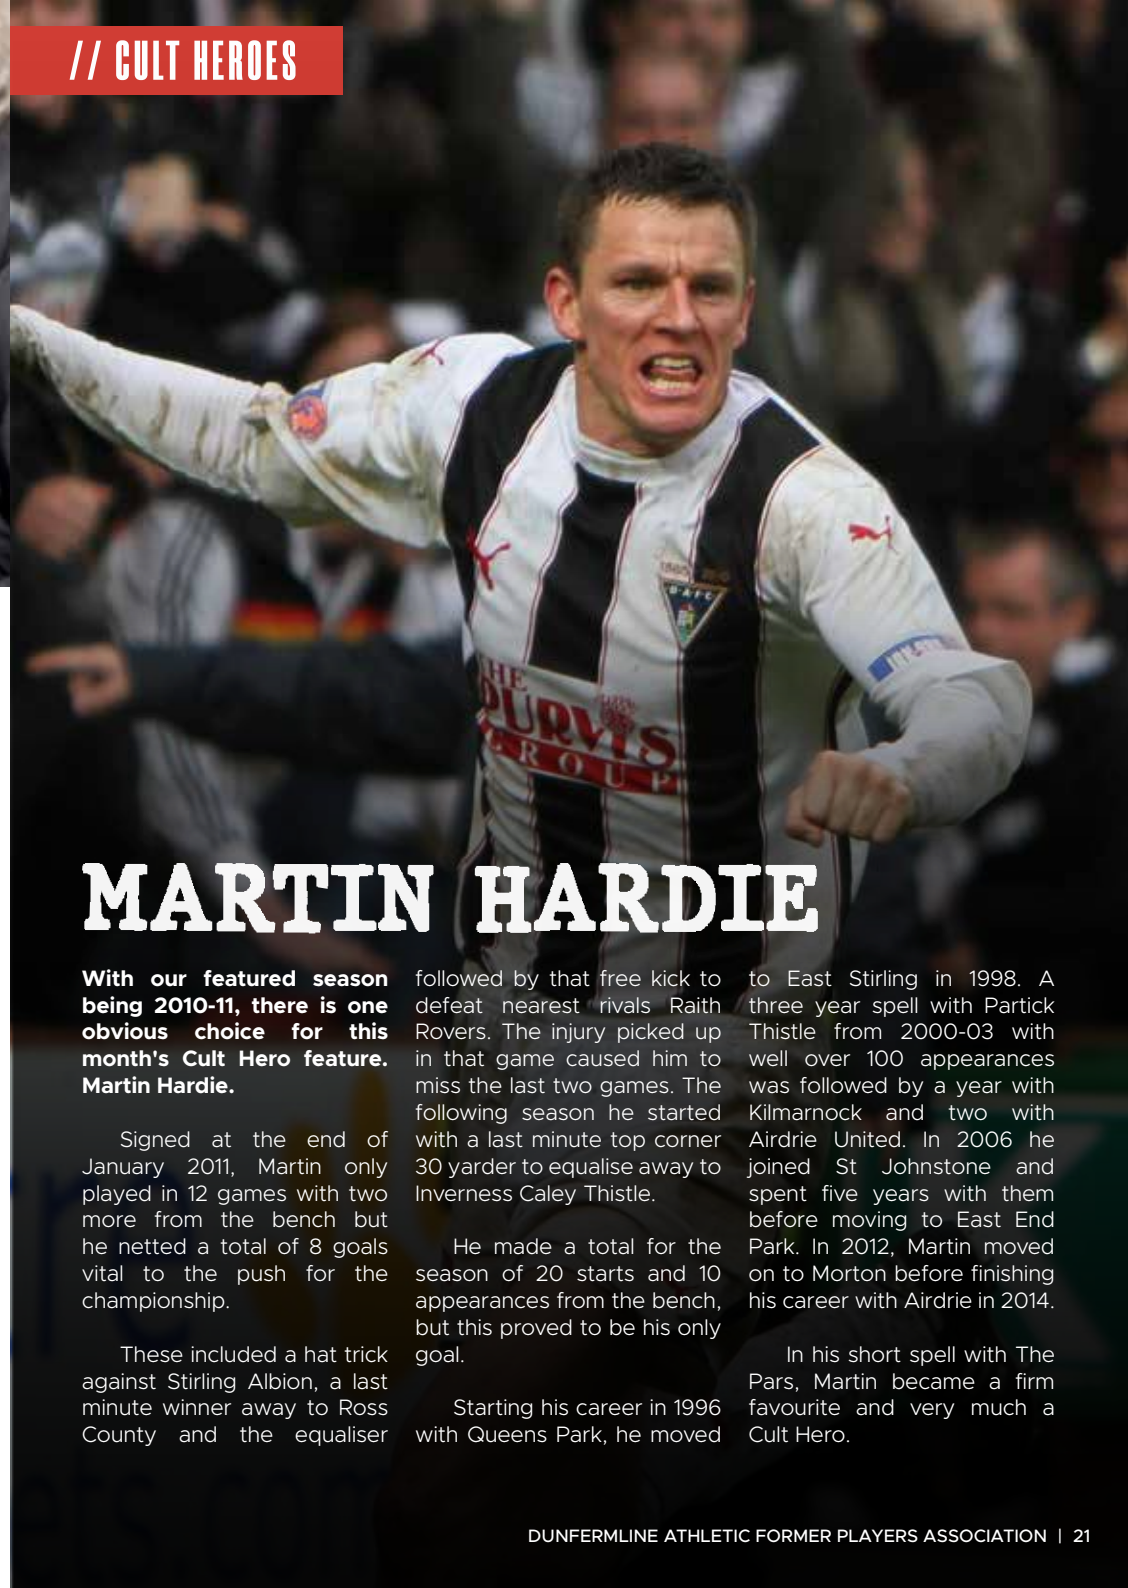 // CULT HEROES
D·A·F·C
THE
PURVIS
GROUP
MARTIN HARDIE
With our featured season
being 2010-11, there is one
obvious choice for this
month's Cult Hero feature.
Martin Hardie.
Signed at the end of
January 2011, Martin only
played in 12 games with two
more from the bench but
he netted a total of 8 goals
vital to the push for the
championship.
These included a hat trick
against Stirling Albion, a last
minute winner away to Ross
County and the equaliser
followed by that free kick to
defeat nearest rivals Raith
Rovers. The injury picked up
in that game caused him to
miss the last two games. The
following season he started
with a last minute top corner
30 yarder to equalise away to
Inverness Caley Thistle.
He made a total for the
season of 20 starts and 10
appearances from the bench,
but this proved to be his only
goal.
Starting his career in 1996
with Queens Park, he moved
to East Stirling in 1998. A
three year spell with Partick
Thistle from 2000-03 with
well over 100 appearances
was followed by a year with
Kilmarnock and two with
Airdrie United. In 2006 he
joined St Johnstone and
spent five years with them
before moving to East End
Park. In 2012, Martin moved
on to Morton before finishing
his career with Airdrie in 2014.
In his short spell with The
Pars, Martin became a firm
favourite and very much a
Cult Hero.
ets.com
DUNFERMLINE ATHLETIC FORMER PLAYERS ASSOCIATION | 21